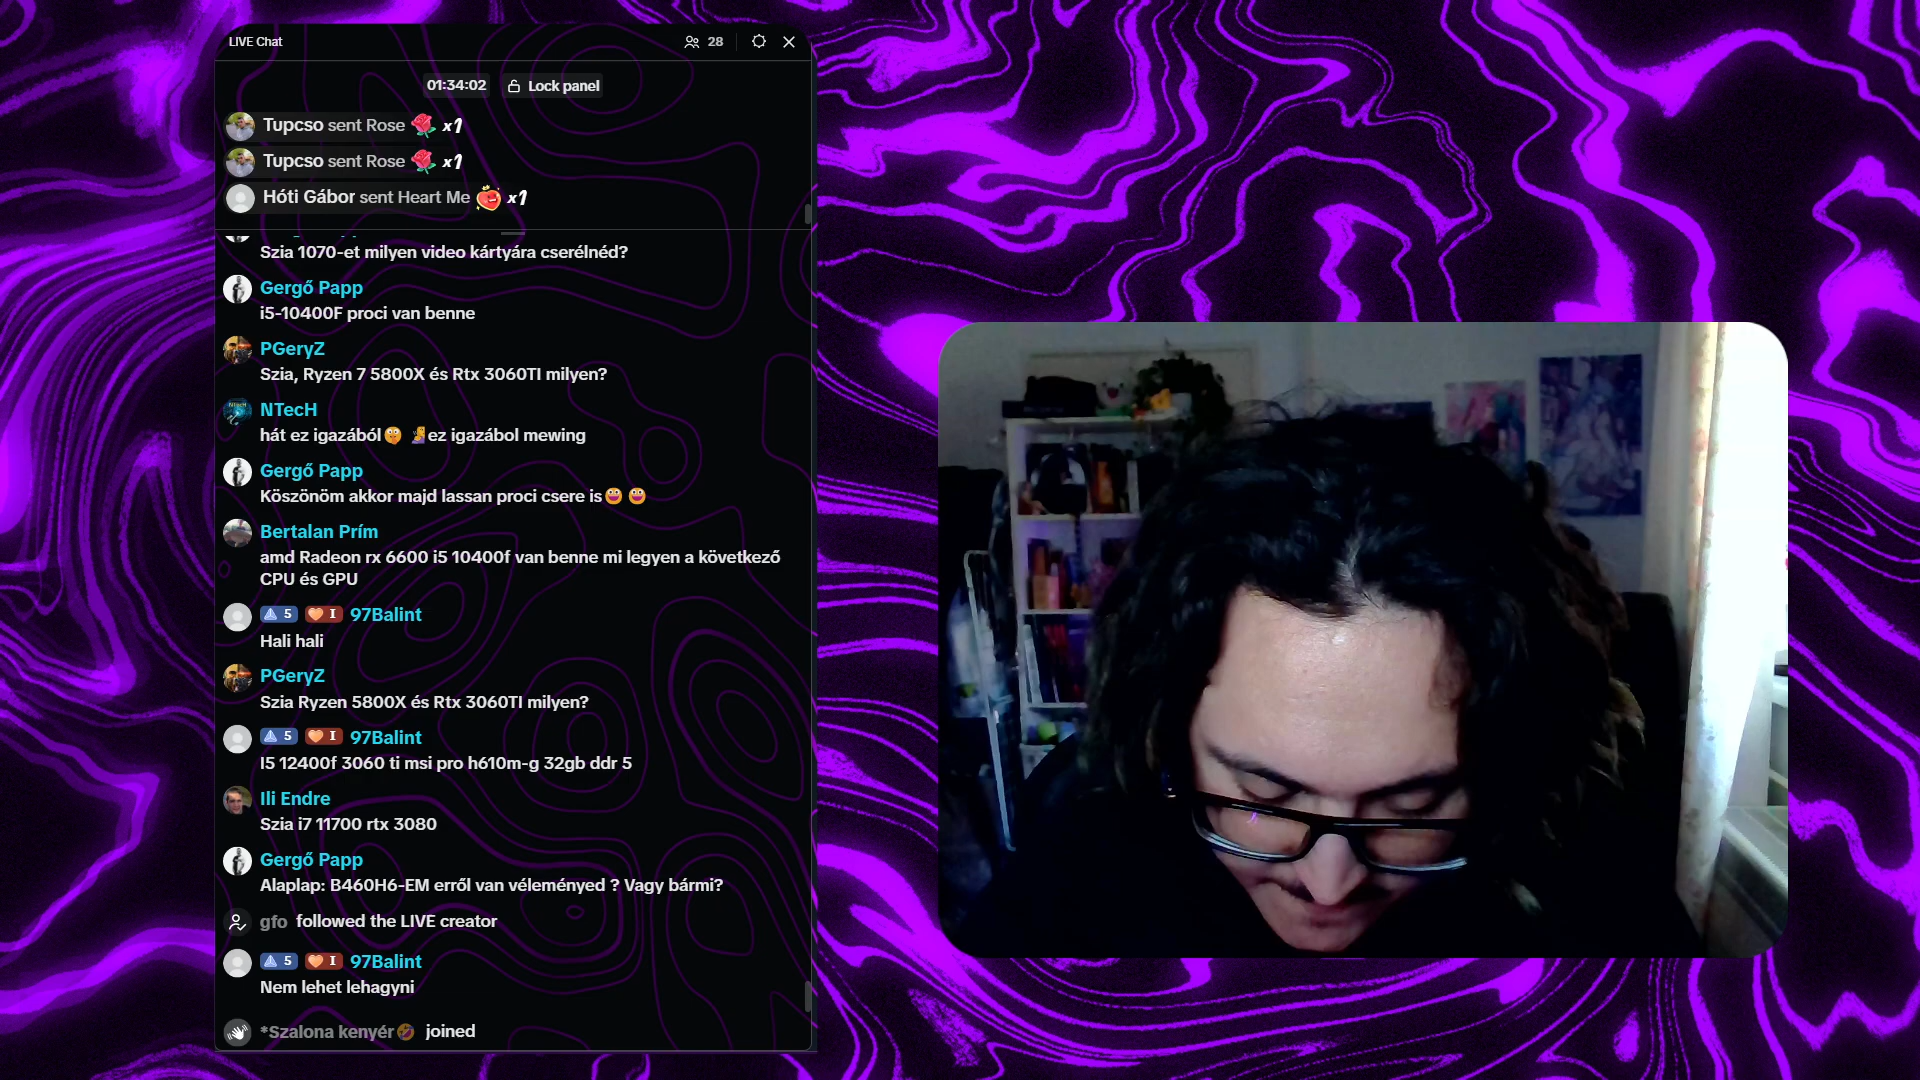 LIVE Chat
28
01:34:02
Lock panel
Tupcso sent Rose x1
Tupcso sent Rose x1
Hóti Gábor sent Heart Me x1
Szia 1070-et milyen video kártyára cserélnéd?
Gergő Papp
i5-10400F proci van benne
PGeryZ
Szia, Ryzen 7 5800X és Rtx 3060TI milyen?
NTecH
hát ez igazából🤫 🧏ez igazábol mewing
Gergő Papp
Köszönöm akkor majd lassan proci csere is😀 😀
Bertalan Prím
amd Radeon rx 6600 i5 10400f van benne mi legyen a következő
CPU és GPU
5 I 97Balint
Hali hali
PGeryZ
Szia Ryzen 5800X és Rtx 3060TI milyen?
5 I 97Balint
I5 12400f 3060 ti msi pro h610m-g 32gb ddr 5
Ili Endre
Szia i7 11700 rtx 3080
Gergő Papp
Alaplap: B460H6-EM erről van véleményed ? Vagy bármi?
gfo followed the LIVE creator
5 I 97Balint
Nem lehet lehagyni
*Szalona kenyér joined